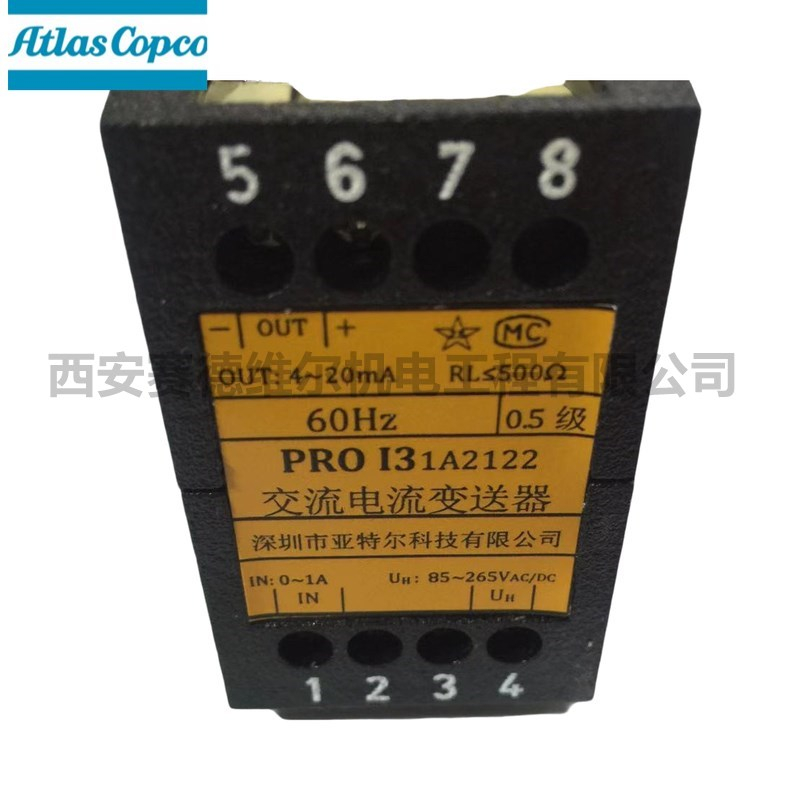 Atlas Copco
5 6 7 8
- OUT + MC
OUT: 4~20mA RL≤500Ω
西安赛德维尔机电工程有限公司
60Hz 0.5 级
PRO I31A2122
交流电流变送器
深圳市亚特尔科技有限公司
IN: 0~1A UH: 85~265VAC/DC
IN UH
1 2 3 4